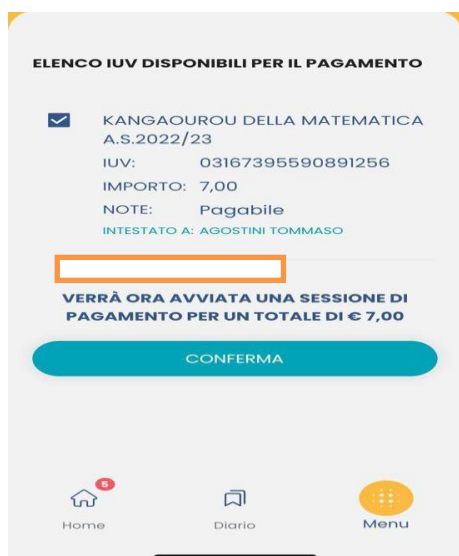 ELENCO IUV DISPONIBILI PER IL PAGAMENTO
KANGAOUROU DELLA MATEMATICA
A.S.2022/23
IUV: 03167395590891256
IMPORTO: 7,00
NOTE: Pagabile
INTESTATO A: AGOSTINI TOMMASO
VERRÀ ORA AVVIATA UNA SESSIONE DI
PAGAMENTO PER UN TOTALE DI € 7,00
CONFERMA
5
Home Diario Menu